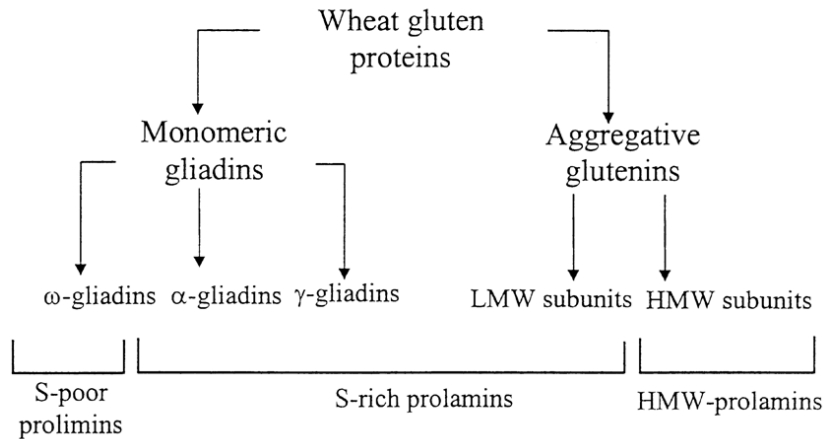 Wheat gluten
proteins
Monomeric
gliadins
Aggregative
glutenins
ω-gliadins α-gliadins γ-gliadins
LMW subunits HMW subunits
S-poor
prolimins
S-rich prolamins
HMW-prolamins